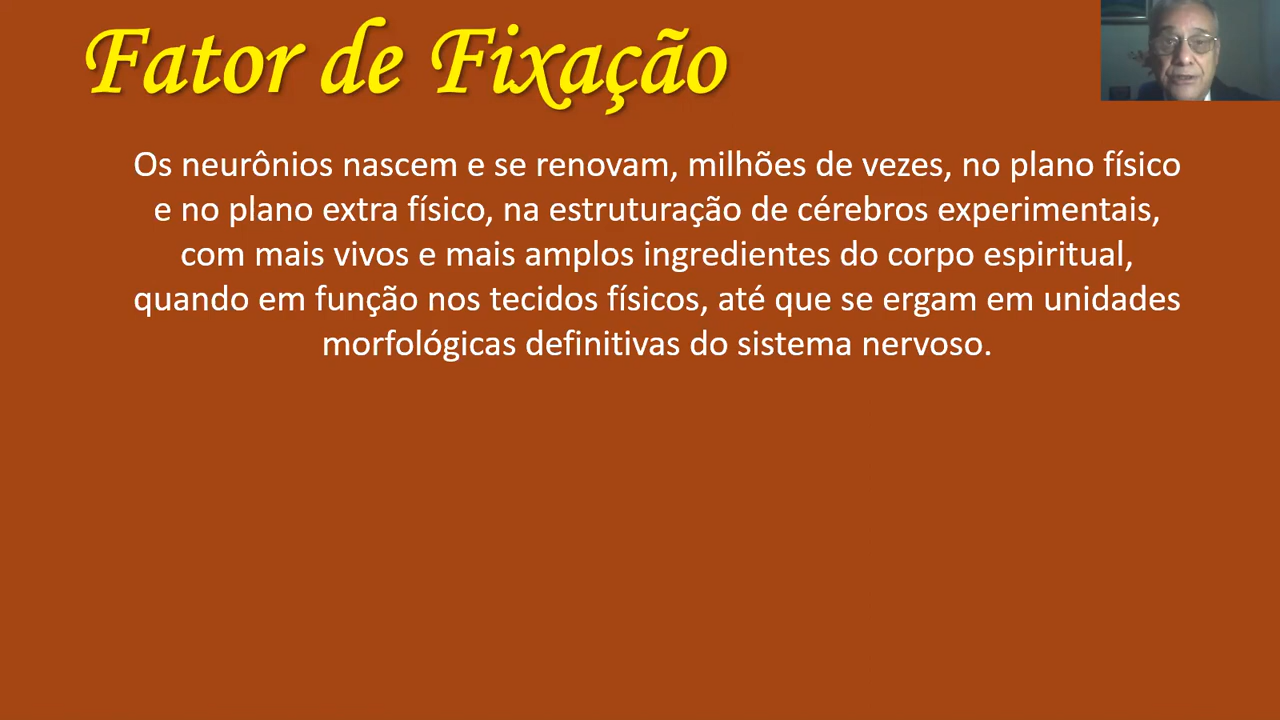 Fator de Fixação
Os neurônios nascem e se renovam, milhões de vezes, no plano físico
e no plano extra físico, na estruturação de cérebros experimentais,
com mais vivos e mais amplos ingredientes do corpo espiritual,
quando em função nos tecidos físicos, até que se ergam em unidades
morfológicas definitivas do sistema nervoso.